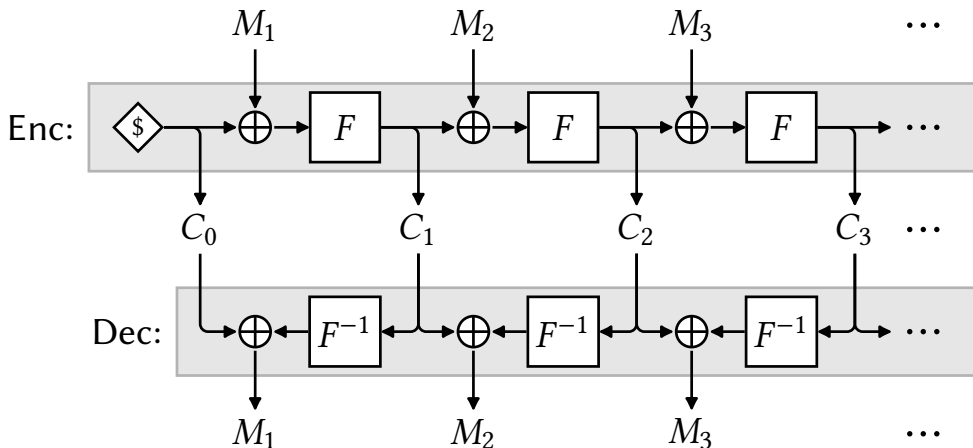 M₁ M₂ M₃ ⋯
Enc: $ F F F ⋯
C₀ C₁ C₂ C₃ ⋯
Dec: F⁻¹ F⁻¹ F⁻¹ ⋯
M₁ M₂ M₃ ⋯